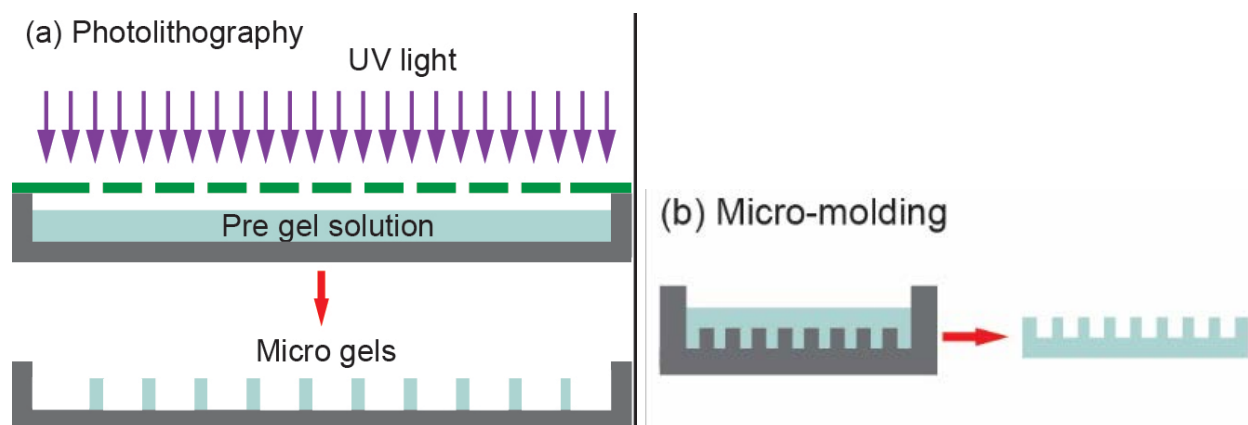 (a) Photolithography
UV light
Pre gel solution
Micro gels
(b) Micro-molding